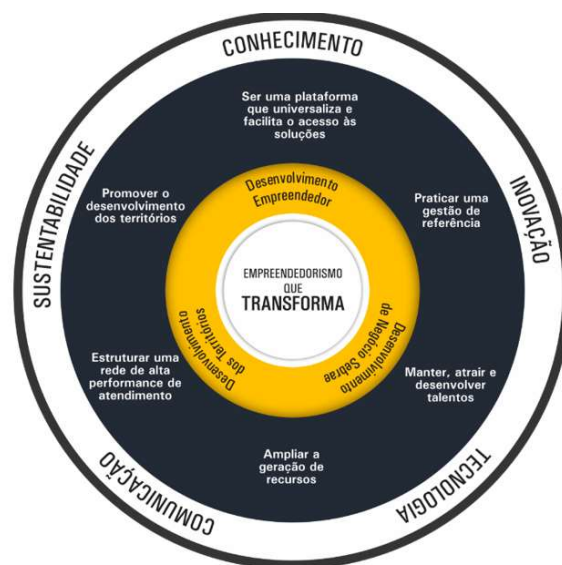 CONHECIMENTO
INOVAÇÃO
TECNOLOGIA
COMUNICAÇÃO
SUSTENTABILIDADE
Ser uma plataforma
que universaliza e
facilita o acesso às
soluções
Praticar uma
gestão de
referência
Manter, atrair e
desenvolver
talentos
Ampliar a
geração de
recursos
Estruturar uma
rede de alta
performance de
atendimento
Promover o
desenvolvimento
dos territórios
Desenvolvimento
Empreendedor
Desenvolvimento
de Negócio Sebrae
Desenvolvimento
dos Territórios
EMPREENDEDORISMO
QUE
TRANSFORMA